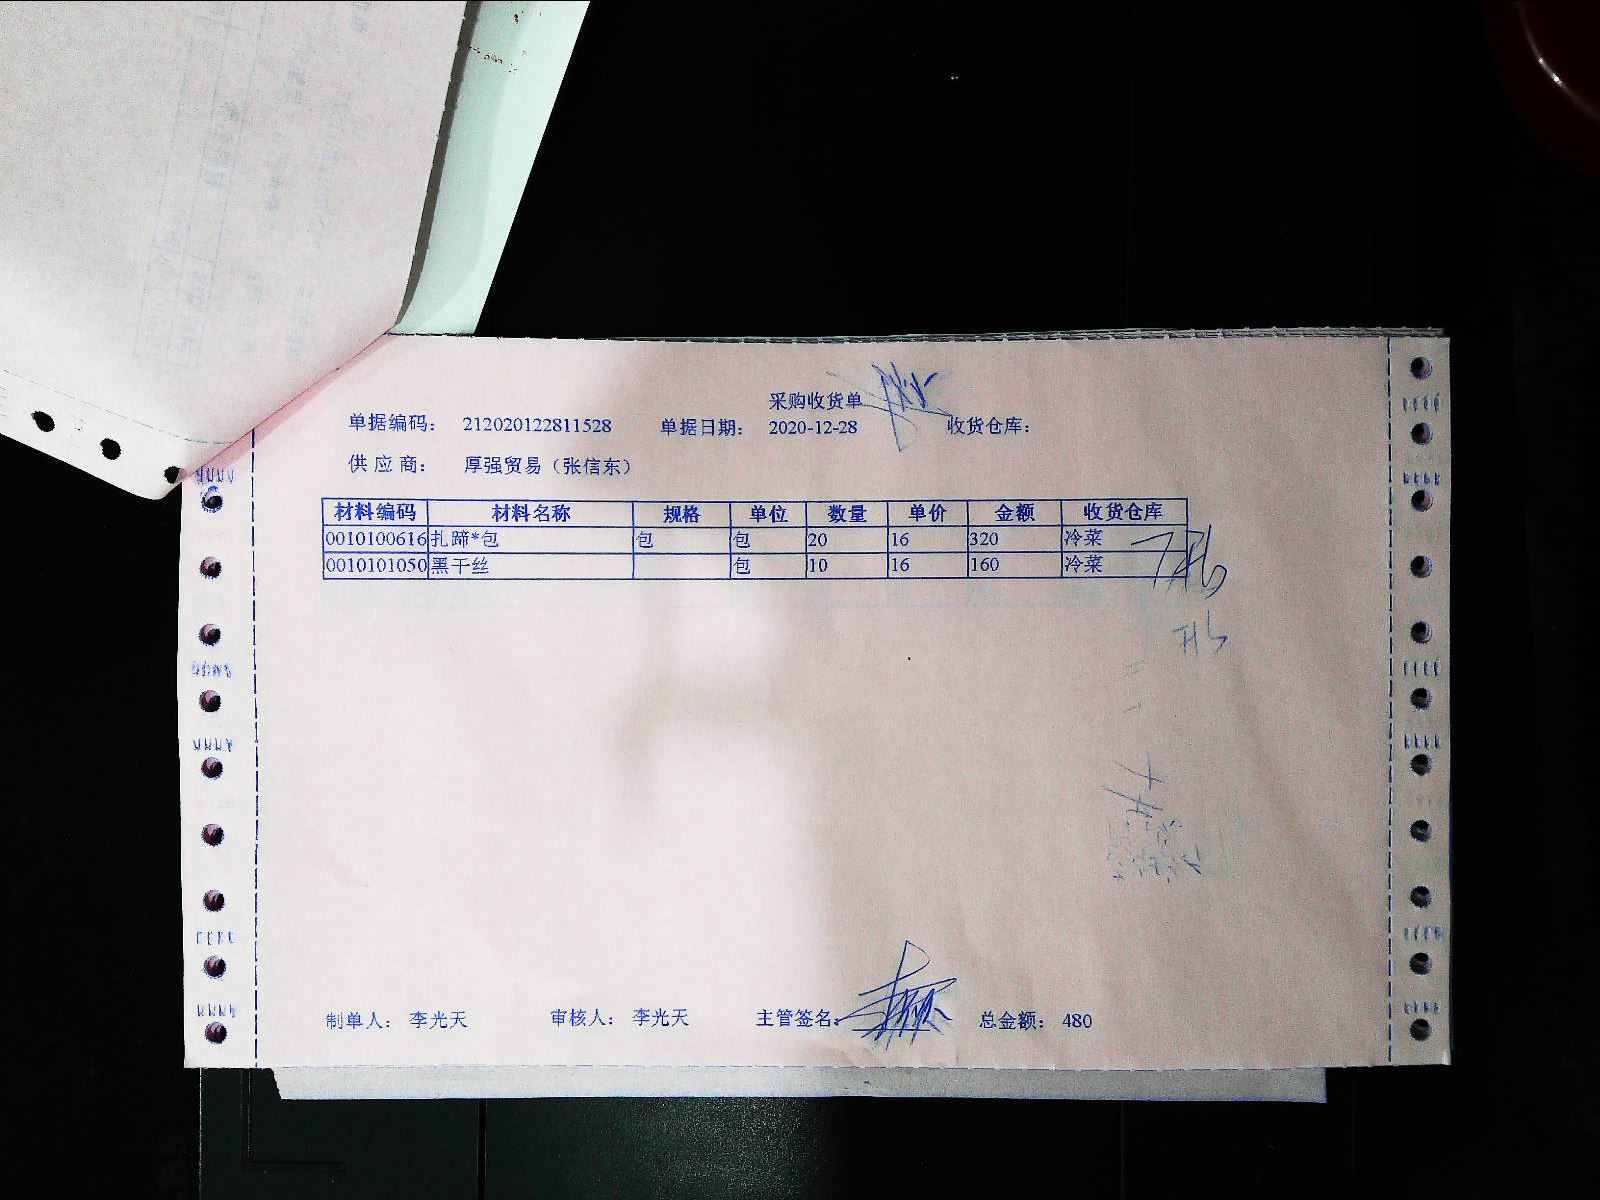 采购收货单
单据编码： 212020122811528 单据日期： 2020-12-28 收货仓库：
供应商： 厚强贸易（张信东）
材料编码 材料名称 规格 单位 数量 单价 金额 收货仓库
0010100616 扎蹄*包 包 包 20 16 320 冷菜
0010101050 黑干丝 包 10 16 160 冷菜
制单人： 李光天 审核人： 李光天 主管签名： 总金额： 480